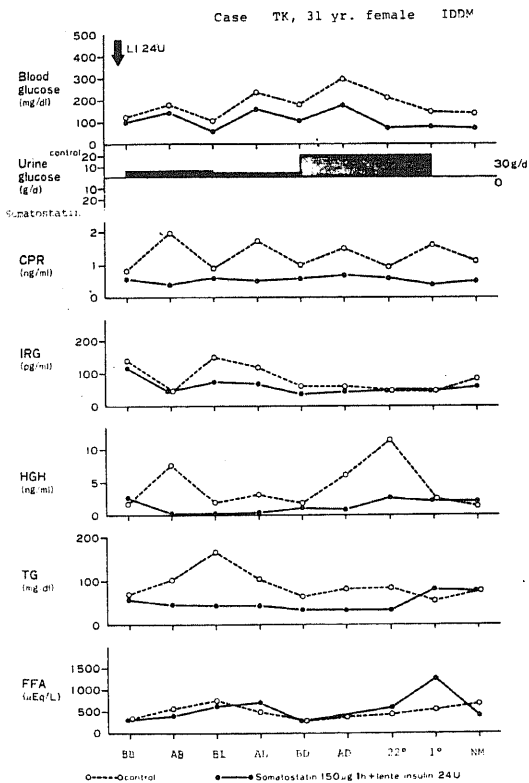 Case TK, 31 yr. female IDDM
LI 24U
Blood glucose (mg/dl)
500
400
300
200
100
0
control
Urine glucose (g/d)
20
10
0
10
20
30 g/d
0
Somatostatin
CPR (ng/ml)
2
1
0
IRG (pg/ml)
200
100
0
HGH (ng/ml)
10
5
0
TG (mg/dl)
200
100
0
FFA (μEq/L)
1500
1000
500
0
BB AB BL AL BD AD 22° 1° NM
control Somatostatin 150μg 1h + lente insulin 24U